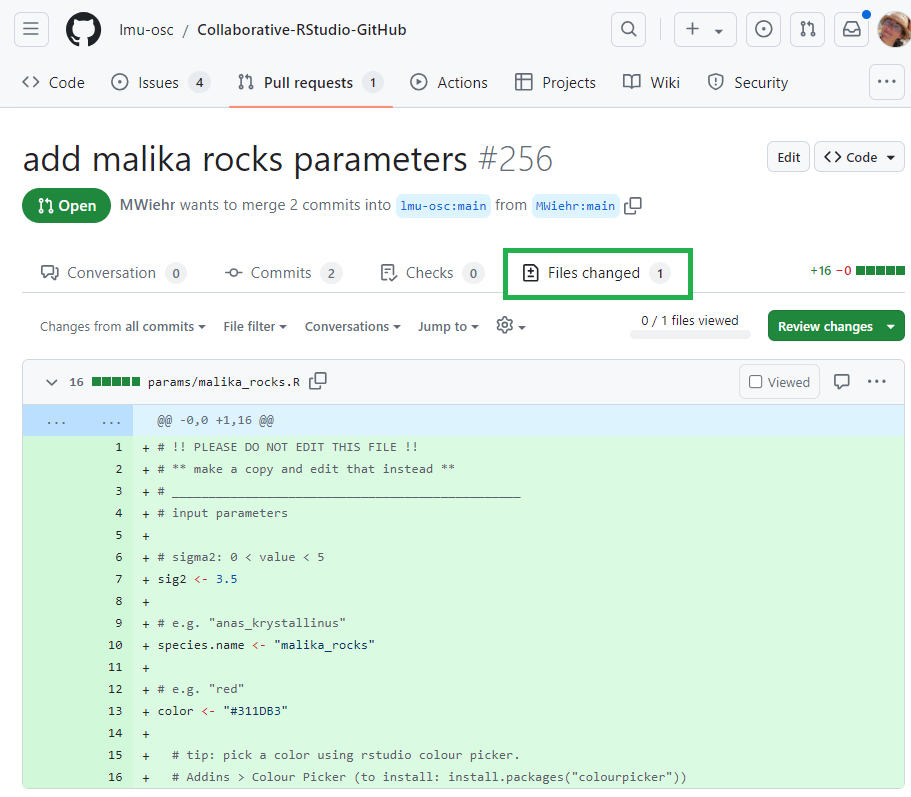 lmu-osc / Collaborative-RStudio-GitHub
Code Issues 4 Pull requests 1 Actions Projects Wiki Security
add malika rocks parameters #256
Edit Code
Open MWiehr wants to merge 2 commits into lmu-osc:main from MWiehr:main
Conversation 0 Commits 2 Checks 0 Files changed 1 +16 −0
Changes from all commits File filter Conversations Jump to 0 / 1 files viewed Review changes
16 params/malika_rocks.R Viewed
... ... @@ -0,0 +1,16 @@
1 + # !! PLEASE DO NOT EDIT THIS FILE !!
2 + # ** make a copy and edit that instead **
3 + # ________________________________________________
4 + # input parameters
5 +
6 + # sigma2: 0 < value < 5
7 + sig2 <- 3.5
8 +
9 + # e.g. "anas_krystallinus"
10 + species.name <- "malika_rocks"
11 +
12 + # e.g. "red"
13 + color <- "#311DB3"
14 +
15 + # tip: pick a color using rstudio colour picker.
16 + # Addins > Colour Picker (to install: install.packages("colourpicker"))